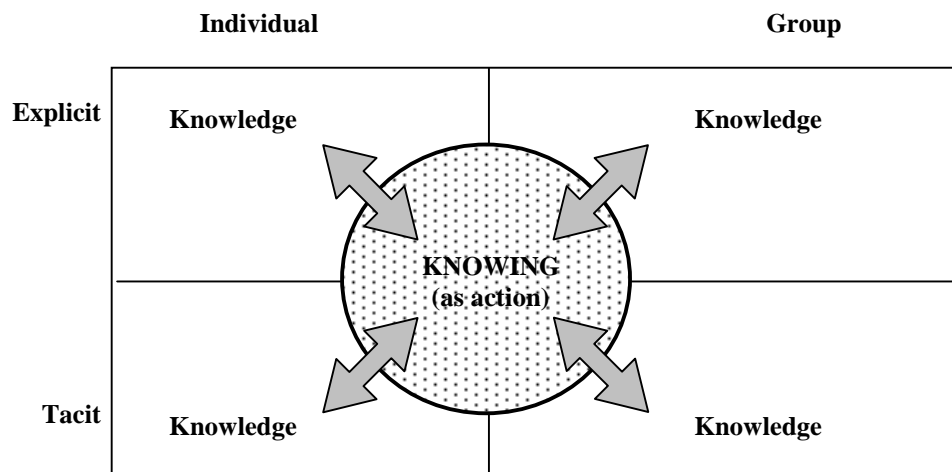 Individual
Group
Explicit
Knowledge
Knowledge
KNOWING
(as action)
Tacit
Knowledge
Knowledge